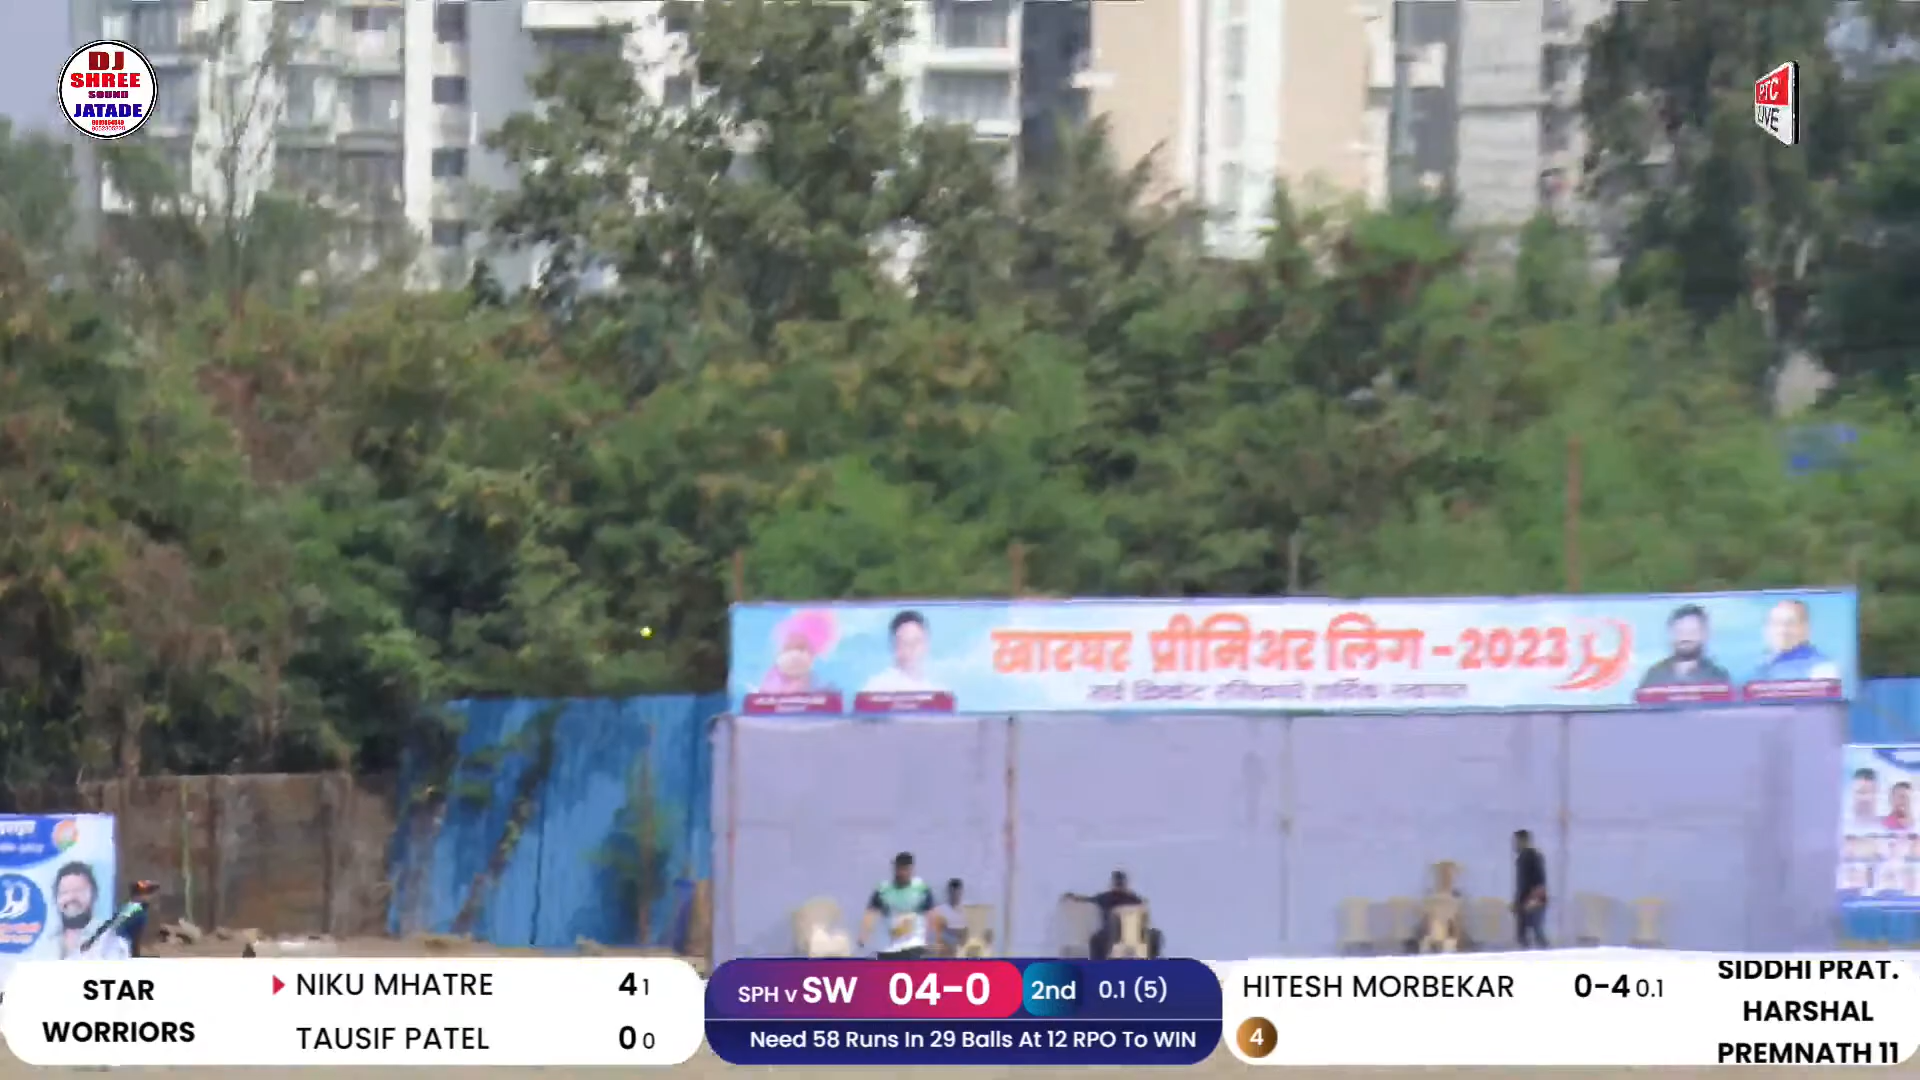 DJ
SHREE
SOUND
JATADE
PTC
LIVE
खारघर प्रीमिअर लिग - 2023
STAR
WORRIORS
NIKU MHATRE 4 1
TAUSIF PATEL 0 0
SPH v SW 04-0 2nd 0.1 (5)
Need 58 Runs In 29 Balls At 12 RPO To WIN
HITESH MORBEKAR 0-4 0.1
4
SIDDHI PRAT.
HARSHAL
PREMNATH 11